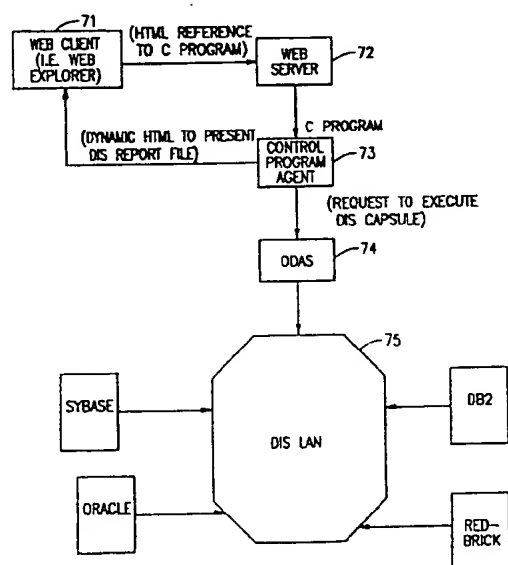 71
WEB CLIENT
(I.E. WEB
EXPLORER)
(HTML REFERENCE
TO C PROGRAM)
WEB
SERVER
72
(DYNAMIC HTML TO PRESENT
DIS REPORT FILE)
C PROGRAM
CONTROL
PROGRAM
AGENT
73
(REQUEST TO EXECUTE
DIS CAPSULE)
ODAS
74
75
SYBASE
DB2
DIS LAN
ORACLE
RED-
BRICK